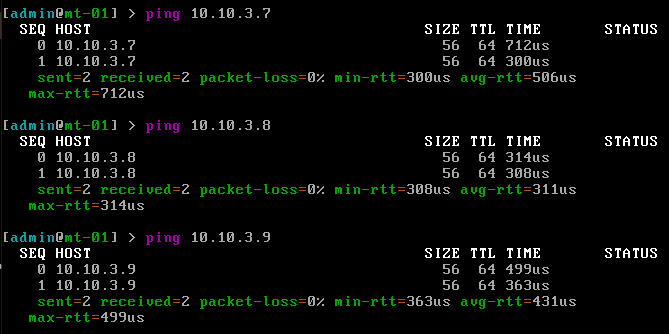 [admin@mt-01] > ping 10.10.3.7
SEQ HOST SIZE TTL TIME STATUS
0 10.10.3.7 56 64 712us
1 10.10.3.7 56 64 300us
sent=2 received=2 packet-loss=0% min-rtt=300us avg-rtt=506us
max-rtt=712us
[admin@mt-01] > ping 10.10.3.8
SEQ HOST SIZE TTL TIME STATUS
0 10.10.3.8 56 64 314us
1 10.10.3.8 56 64 308us
sent=2 received=2 packet-loss=0% min-rtt=308us avg-rtt=311us
max-rtt=314us
[admin@mt-01] > ping 10.10.3.9
SEQ HOST SIZE TTL TIME STATUS
0 10.10.3.9 56 64 499us
1 10.10.3.9 56 64 363us
sent=2 received=2 packet-loss=0% min-rtt=363us avg-rtt=431us
max-rtt=499us